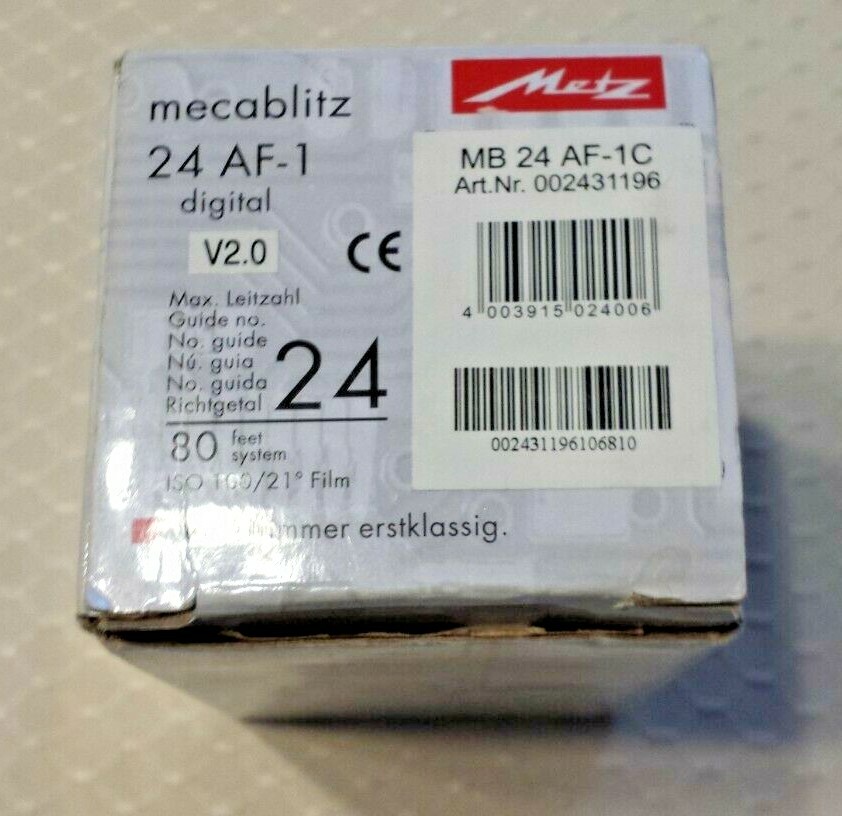 mecablitz
24 AF-1
digital
V2.0
CE
Max. Leitzahl
Guide no.
No. guide
Nú. guia
No. guida
Richtgetal
24
80 feet system
ISO 100/21° Film
immer erstklassig.
Metz
MB 24 AF-1C
Art.Nr. 002431196
4 003915 024006
002431196106810